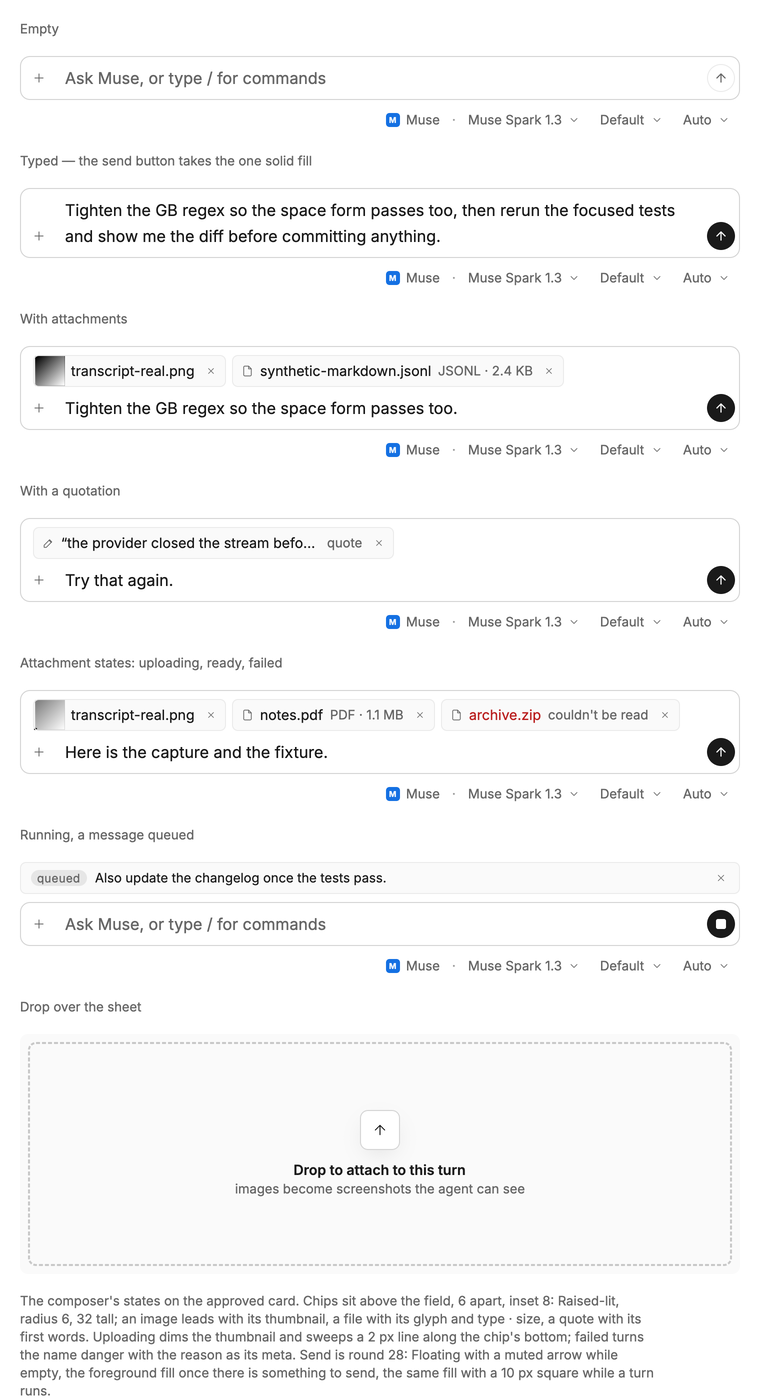 Empty
Ask Muse, or type / for commands
M Muse · Muse Spark 1.3 Default Auto
Typed — the send button takes the one solid fill
Tighten the GB regex so the space form passes too, then rerun the focused tests
and show me the diff before committing anything.
M Muse · Muse Spark 1.3 Default Auto
With attachments
transcript-real.png × synthetic-markdown.jsonl JSONL · 2.4 KB ×
Tighten the GB regex so the space form passes too.
M Muse · Muse Spark 1.3 Default Auto
With a quotation
“the provider closed the stream befo... quote ×
Try that again.
M Muse · Muse Spark 1.3 Default Auto
Attachment states: uploading, ready, failed
transcript-real.png × notes.pdf PDF · 1.1 MB × archive.zip couldn't be read ×
Here is the capture and the fixture.
M Muse · Muse Spark 1.3 Default Auto
Running, a message queued
queued Also update the changelog once the tests pass. ×
Ask Muse, or type / for commands
M Muse · Muse Spark 1.3 Default Auto
Drop over the sheet
Drop to attach to this turn
images become screenshots the agent can see
The composer's states on the approved card. Chips sit above the field, 6 apart, inset 8: Raised-lit,
radius 6, 32 tall; an image leads with its thumbnail, a file with its glyph and type · size, a quote with its
first words. Uploading dims the thumbnail and sweeps a 2 px line along the chip's bottom; failed turns
the name danger with the reason as its meta. Send is round 28: Floating with a muted arrow while
empty, the foreground fill once there is something to send, the same fill with a 10 px square while a turn
runs.